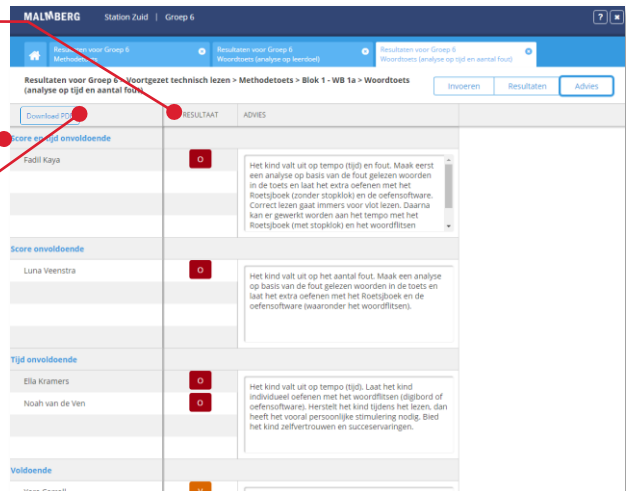 MALMBERG Station Zuid | Groep 6 ?
Resultaten voor Groep 6
Methodetoets
Resultaten voor Groep 6
Woordtoets (analyse op leerdoel)
Resultaten voor Groep 6
Woordtoets (analyse op tijd en aantal fout)
Resultaten voor Groep 6 - Voortgezet technisch lezen > Methodetoets > Blok 1 - WB 1a > Woordtoets
(analyse op tijd en aantal fout)
Invoeren Resultaten Advies
Download PDF RESULTAAT ADVIES
Score en tijd onvoldoende
Fadil Kaya O
Het kind valt uit op tempo (tijd) en fout. Maak eerst
een analyse op basis van de fout gelezen woorden
in de toets en laat het extra oefenen met het
Roetsjboek (zonder stopklok) en de oefensoftware.
Correct lezen gaat immers voor vlot lezen. Daarna
kan er gewerkt worden aan het tempo met het
Roetsjboek (met stopklok) en het woordflitsen
Score onvoldoende
Luna Veenstra O
Het kind valt uit op het aantal fout. Maak een analyse
op basis van de fout gelezen woorden in de toets en
laat het extra oefenen met het Roetsjboek en de
oefensoftware (waaronder het woordflitsen).
Tijd onvoldoende
Ella Kramers O
Noah van de Ven O
Het kind valt uit op tempo (tijd). Laat het kind
individueel oefenen met het woordflitsen (digibord of
oefensoftware). Herstelt het kind tijdens het lezen, dan
heeft het vooral persoonlijke stimulering nodig. Bied
het kind zelfvertrouwen en succeservaringen.
Voldoende